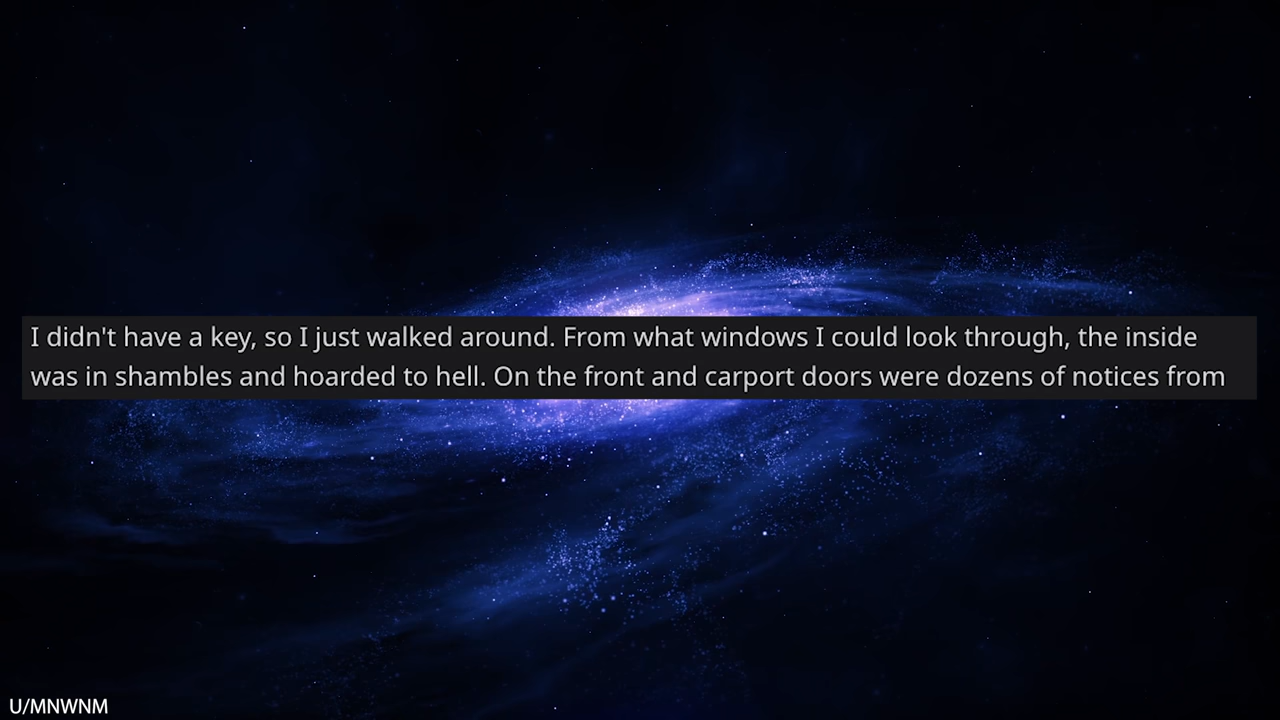 I didn't have a key, so I just walked around. From what windows I could look through, the inside
was in shambles and hoarded to hell. On the front and carport doors were dozens of notices from
U/MNWNM